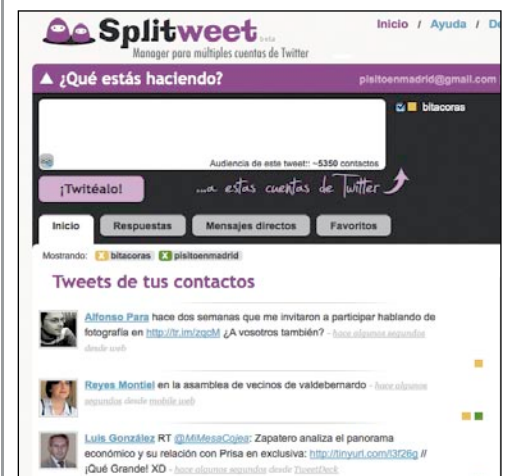 Splitweet beta
Manager para múltiples cuentas de Twitter
Inicio / Ayuda / De
¿Qué estás haciendo?
pisitoenmadrid@gmail.com
bitacoras
Audiencia de este tweet:: ~5350 contactos
¡Twitéalo!
...a estas cuentas de Twitter
Inicio
Respuestas
Mensajes directos
Favoritos
Mostrando: X bitacoras X pisitoenmadrid
Tweets de tus contactos
Alfonso Para hace dos semanas que me invitaron a participar hablando de
fotografía en http://tr.im/zqcM ¿A vosotros también? - hace algunos segundos
desde web
Reyes Montiel en la asamblea de vecinos de valdebernardo - hace algunos
segundos desde mobile web
Luis González RT @MiMesaCojea: Zapatero analiza el panorama
económico y su relación con Prisa en exclusiva: http://tinyurl.com/l3f26g //
¡Qué Grande! XD - hace algunos segundos desde TweetDeck